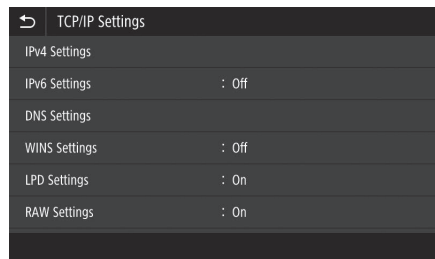 TCP/IP Settings
IPv4 Settings
IPv6 Settings : Off
DNS Settings
WINS Settings : Off
LPD Settings : On
RAW Settings : On